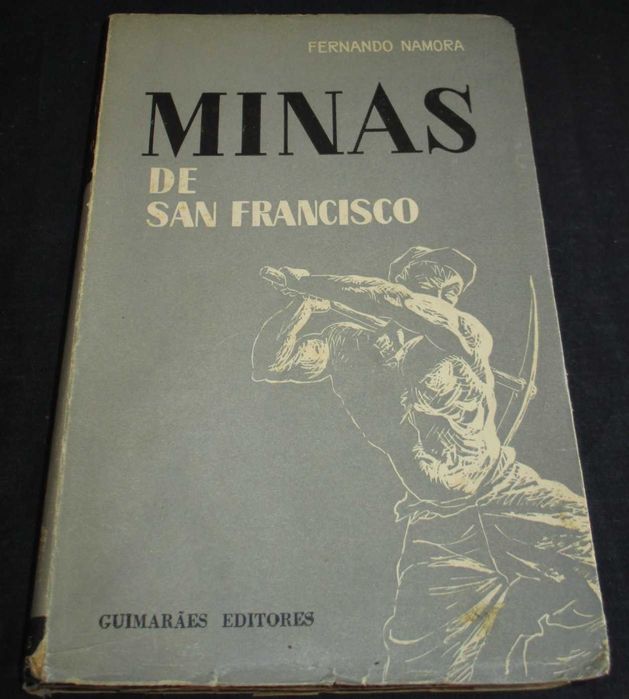 FERNANDO NAMORA
MINAS
DE
SAN FRANCISCO
GUIMARÃES EDITORES